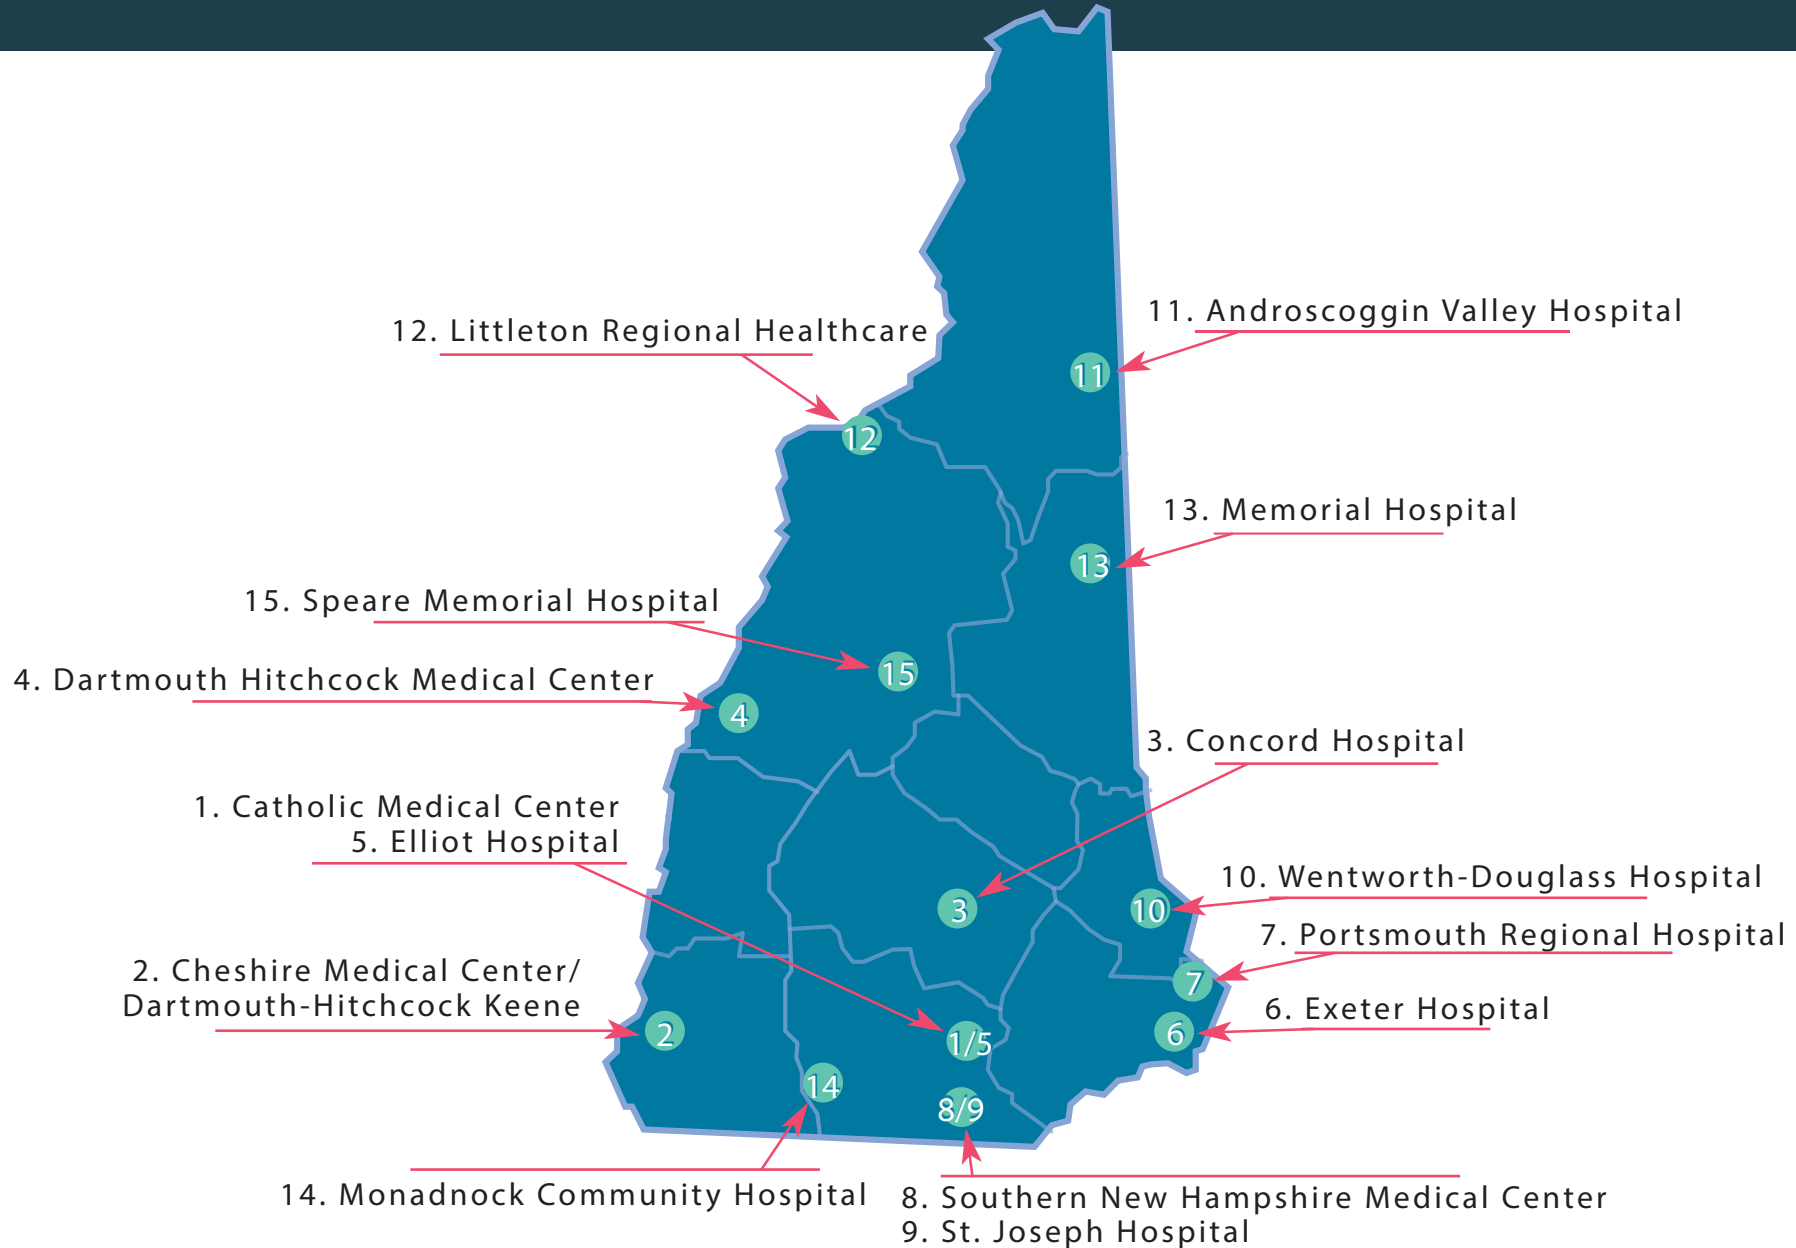 11. Androscoggin Valley Hospital
12. Littleton Regional Healthcare
11
12
13. Memorial Hospital
13
15. Speare Memorial Hospital
15
4. Dartmouth Hitchcock Medical Center
4
3. Concord Hospital
1. Catholic Medical Center
5. Elliot Hospital
10. Wentworth-Douglass Hospital
3
10
7. Portsmouth Regional Hospital
2. Cheshire Medical Center/
Dartmouth-Hitchcock Keene
7
6. Exeter Hospital
2
1/5
6
14
8/9
14. Monadnock Community Hospital
8. Southern New Hampshire Medical Center
9. St. Joseph Hospital